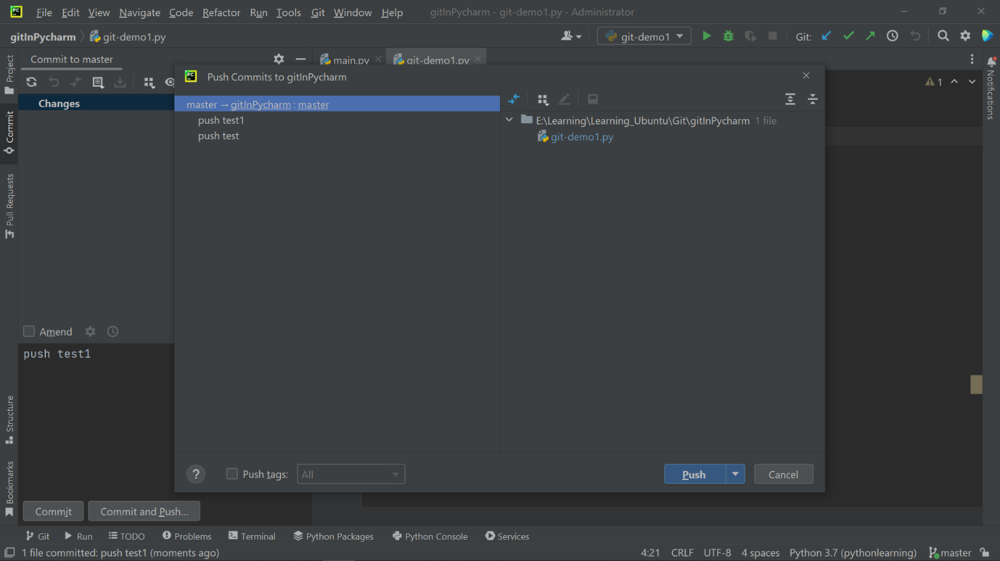 File Edit View Navigate Code Refactor Run Tools Git Window Help gitInPycharm - git-demo1.py - Administrator
gitInPycharm git-demo1.py git-demo1 Git:
Project
Commit
Pull Requests
Structure
Bookmarks
Commit to master
main.py git-demo1.py
Changes
1
Notifications
Push Commits to gitInPycharm
master → gitInPycharm : master
push test1
push test
E:\Learning\Learning_Ubuntu\Git\gitInPycharm 1 file
git-demo1.py
Amend
push test1
? Push tags: All Push Cancel
Commit Commit and Push...
Git Run TODO Problems Terminal Python Packages Python Console Services
1 file committed: push test1 (moments ago) 4:21 CRLF UTF-8 4 spaces Python 3.7 (pythonlearning) master